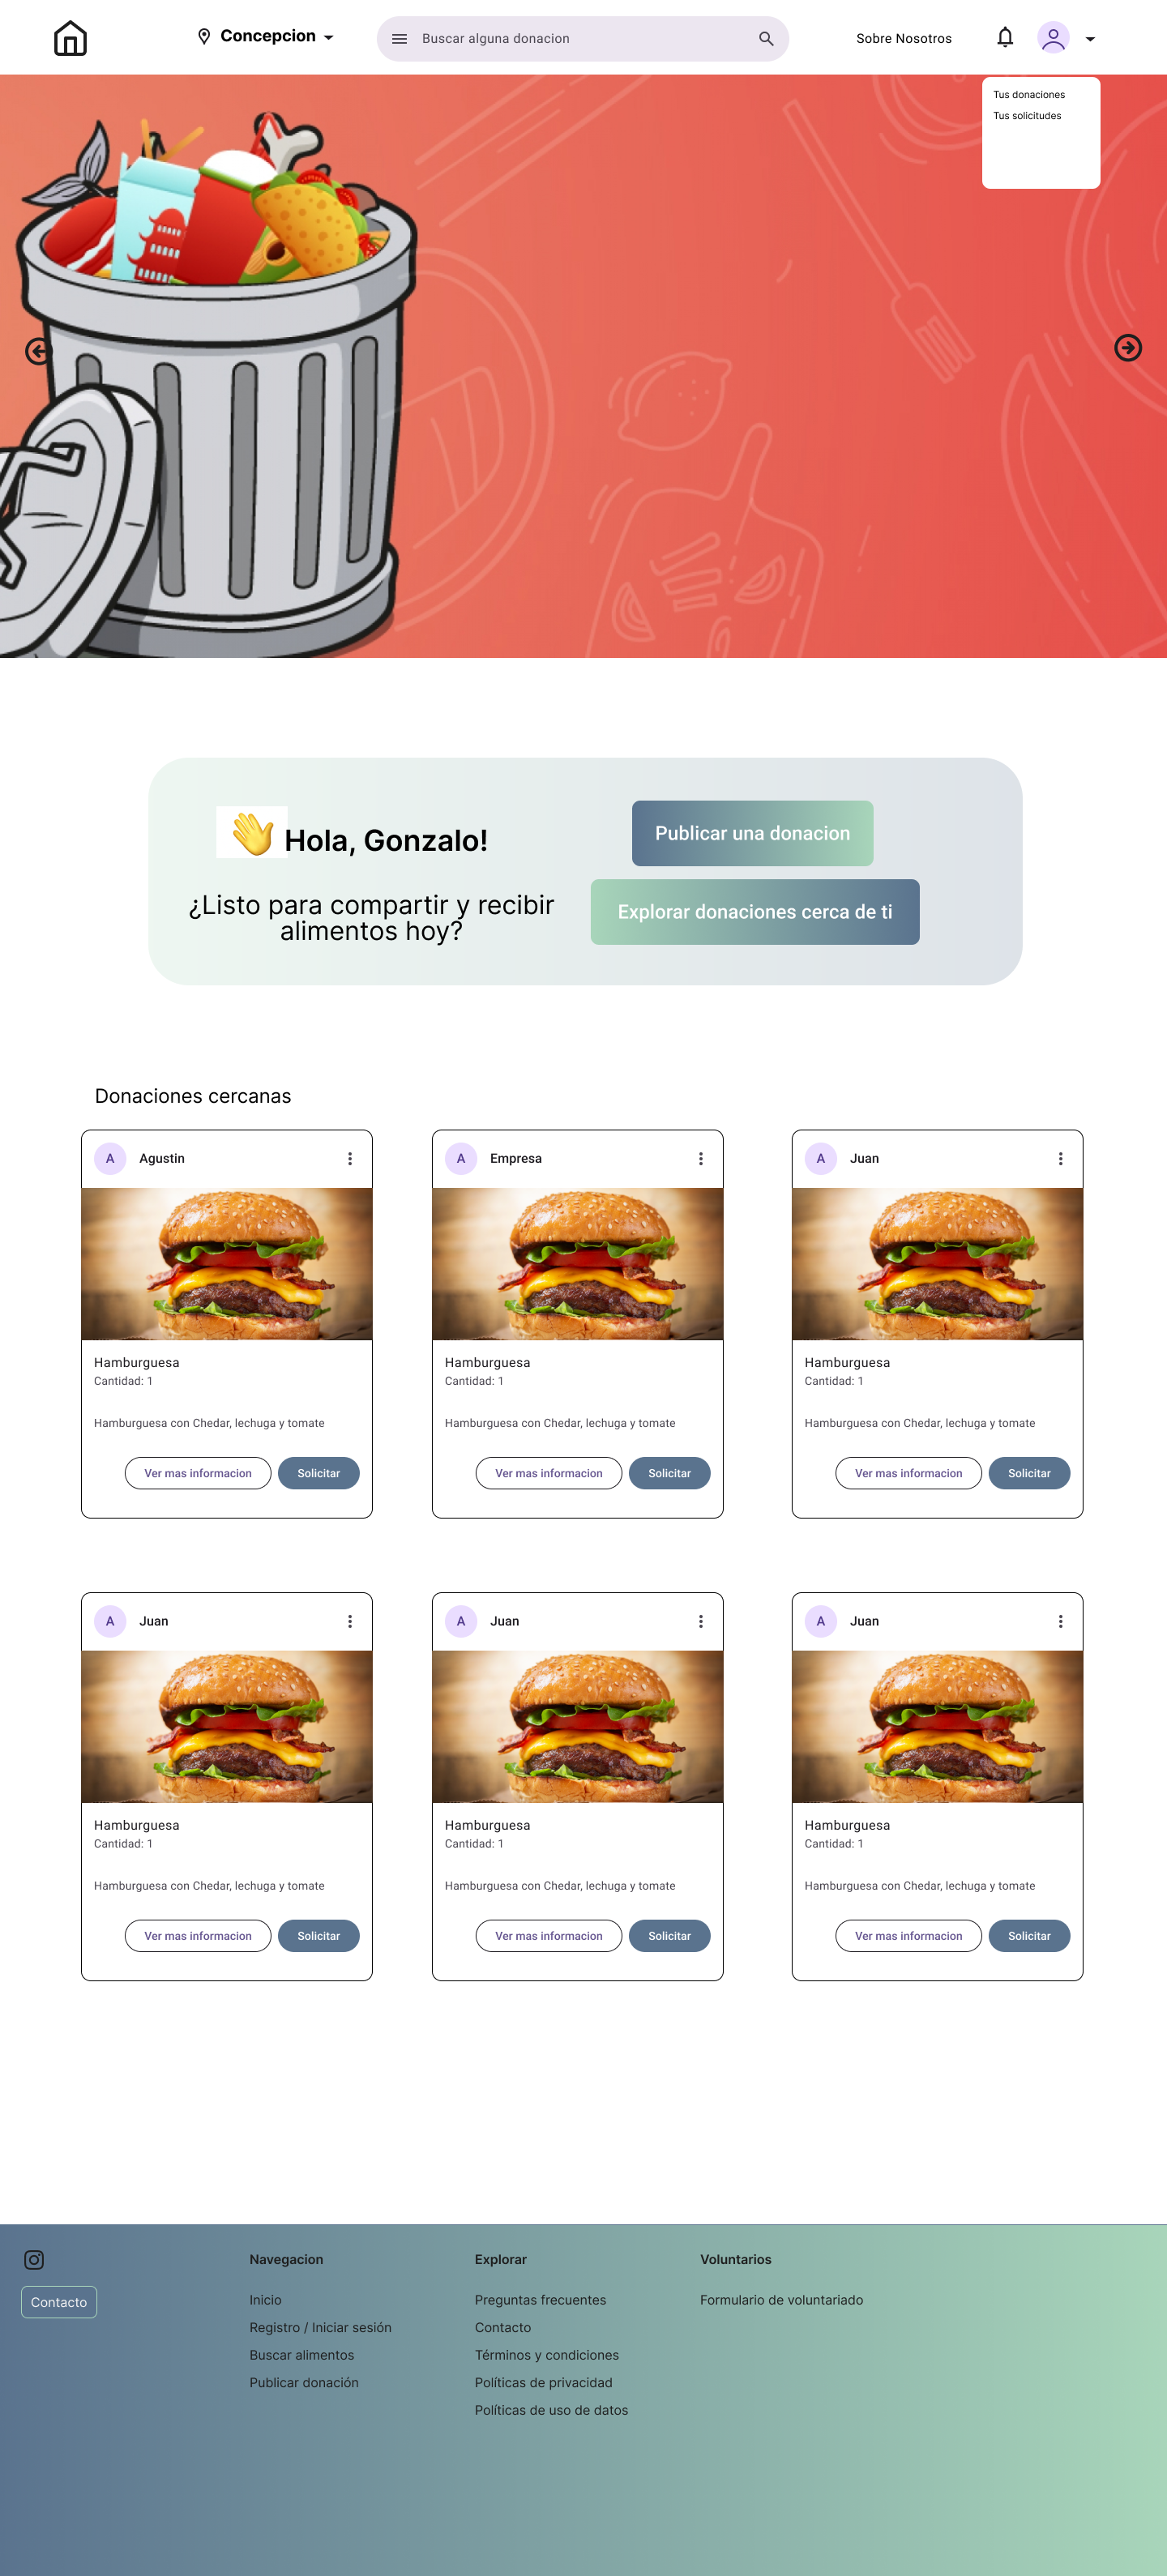 Concepcion
Buscar alguna donacion
Sobre Nosotros
Tus donaciones
Tus solicitudes
Hola, Gonzalo!
¿Listo para compartir y recibir
alimentos hoy?
Publicar una donacion
Explorar donaciones cerca de ti
Donaciones cercanas
A Agustin
Hamburguesa
Cantidad: 1
Hamburguesa con Chedar, lechuga y tomate
Ver mas informacion Solicitar
A Empresa
Hamburguesa
Cantidad: 1
Hamburguesa con Chedar, lechuga y tomate
Ver mas informacion Solicitar
A Juan
Hamburguesa
Cantidad: 1
Hamburguesa con Chedar, lechuga y tomate
Ver mas informacion Solicitar
A Juan
Hamburguesa
Cantidad: 1
Hamburguesa con Chedar, lechuga y tomate
Ver mas informacion Solicitar
A Juan
Hamburguesa
Cantidad: 1
Hamburguesa con Chedar, lechuga y tomate
Ver mas informacion Solicitar
A Juan
Hamburguesa
Cantidad: 1
Hamburguesa con Chedar, lechuga y tomate
Ver mas informacion Solicitar
Contacto
Navegacion
Inicio
Registro / Iniciar sesión
Buscar alimentos
Publicar donación
Explorar
Preguntas frecuentes
Contacto
Términos y condiciones
Políticas de privacidad
Políticas de uso de datos
Voluntarios
Formulario de voluntariado